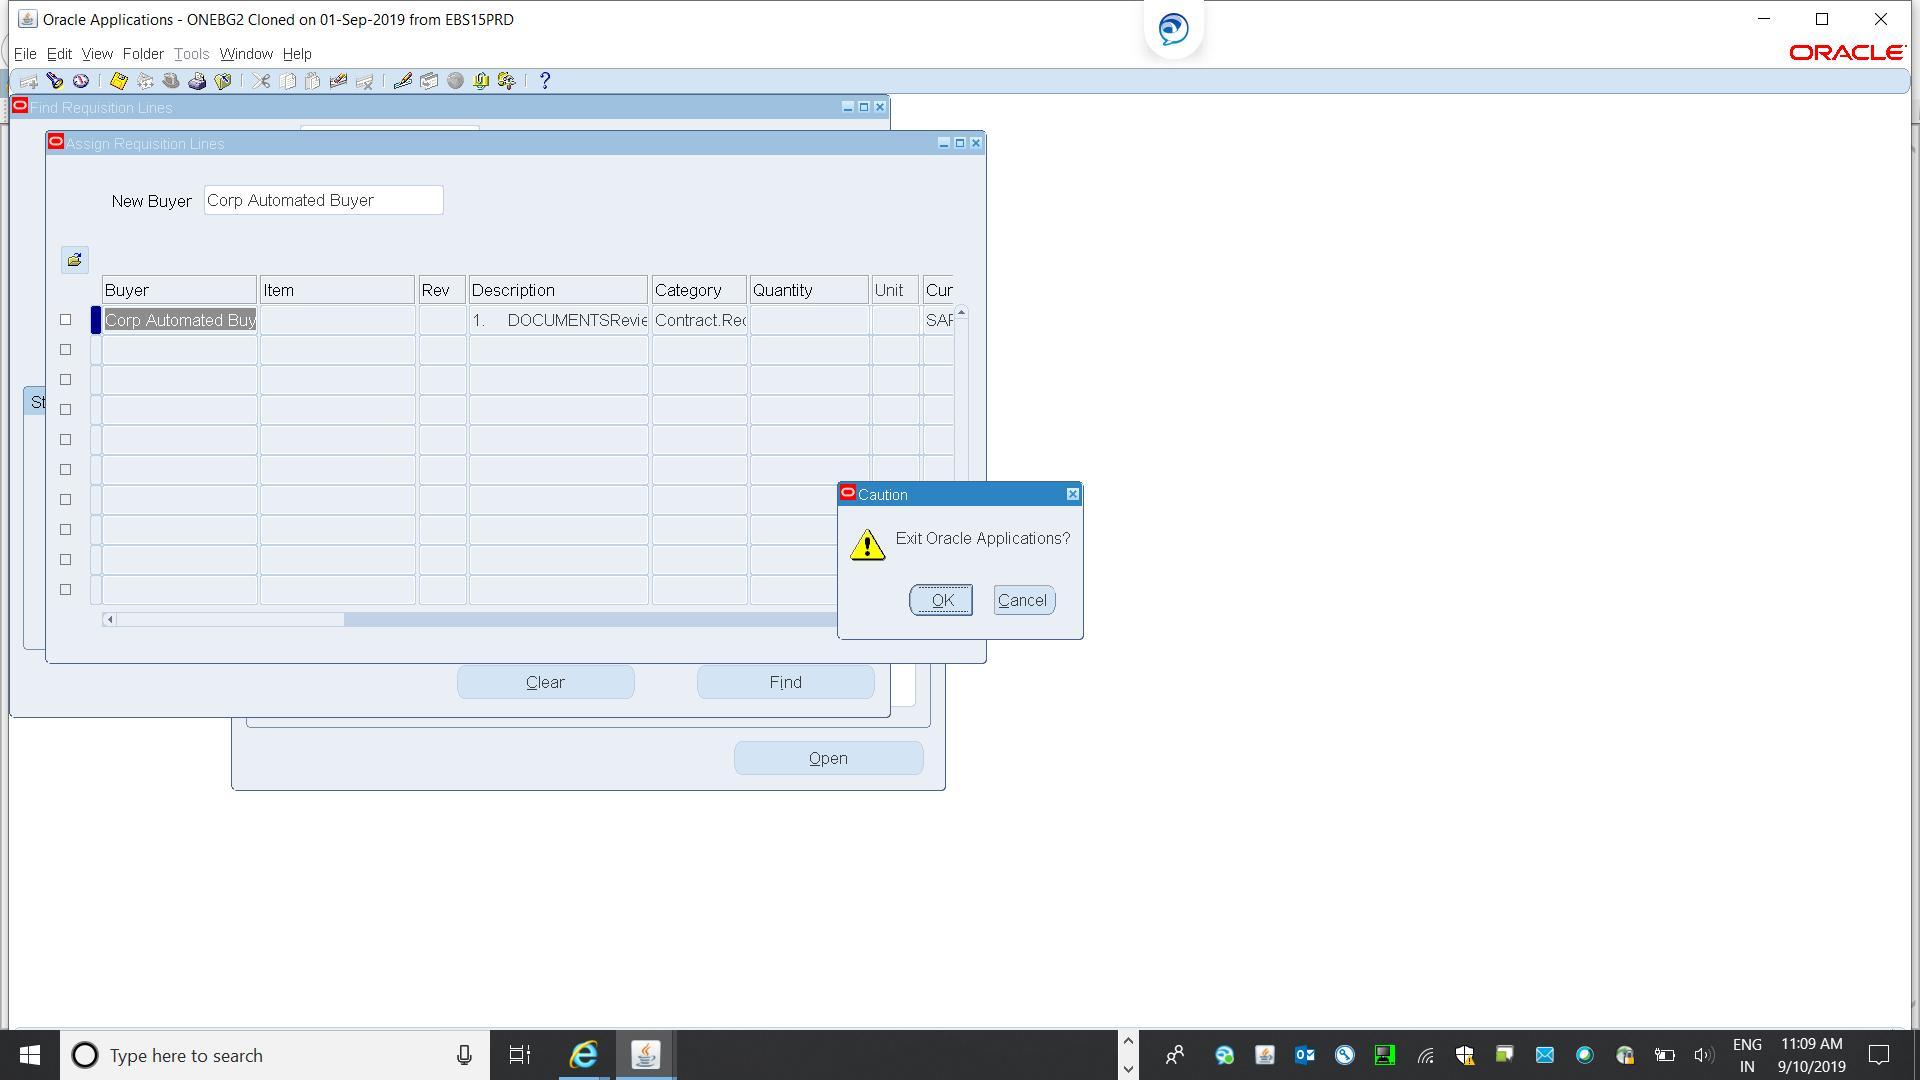 Oracle Applications - ONEBG2 Cloned on 01-Sep-2019 from EBS15PRD
File Edit View Folder Tools Window Help
ORACLE
Find Requisition Lines
Assign Requisition Lines
New Buyer Corp Automated Buyer
Buyer Item Rev Description Category Quantity Unit Cur
Corp Automated Buy 1. DOCUMENTSRevie Contract.Rec SAR
St
Caution
Exit Oracle Applications?
OK Cancel
Clear Find
Open
Type here to search
ENG
IN
11:09 AM
9/10/2019